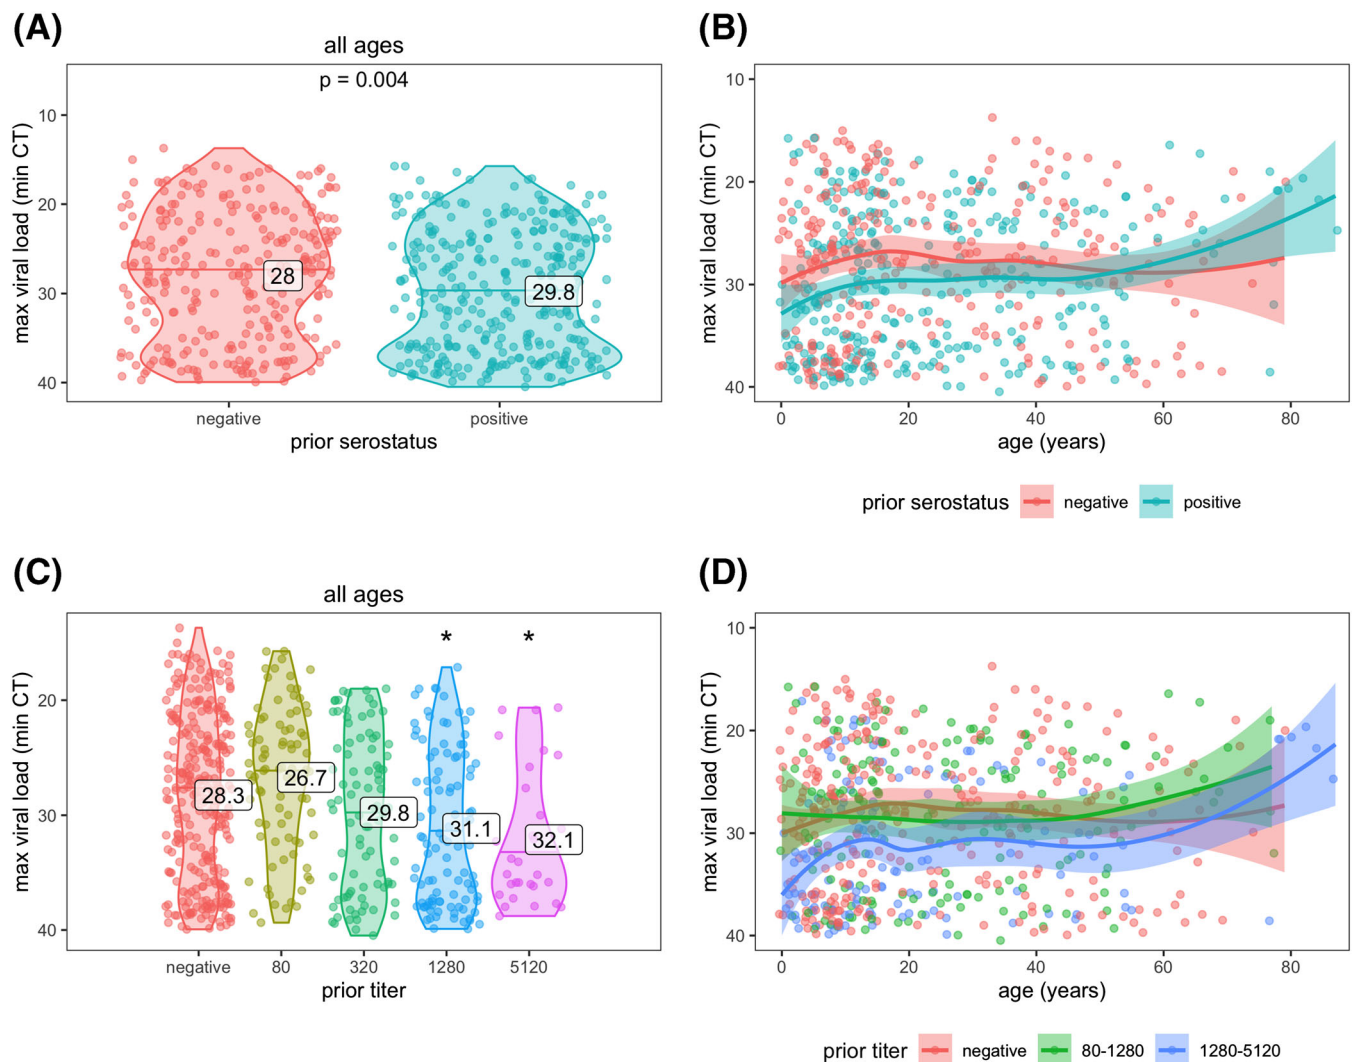 (A)
all ages
p = 0.004
max viral load (min CT)
10
20
30
40
28
29.8
negative
positive
prior serostatus
(B)
max viral load (min CT)
10
20
30
40
0
20
40
60
80
age (years)
prior serostatus
negative
positive
(C)
all ages
* *
max viral load (min CT)
20
30
40
28.3
26.7
29.8
31.1
32.1
negative
80
320
1280
5120
prior titer
(D)
max viral load (min CT)
10
20
30
40
0
20
40
60
80
age (years)
prior titer
negative
80-1280
1280-5120